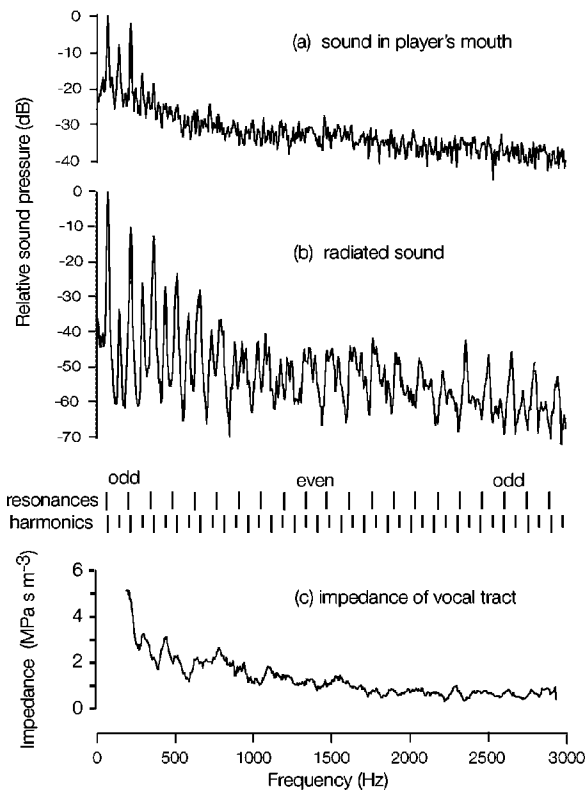 (a) sound in player's mouth
0
-10
-20
-30
-40
Relative sound pressure (dB)
(b) radiated sound
0
-10
-20
-30
-40
-50
-60
-70
odd even odd
resonances
harmonics
(c) impedance of vocal tract
Impedance (MPa s m⁻³)
6
4
2
0
0 500 1000 1500 2000 2500 3000
Frequency (Hz)